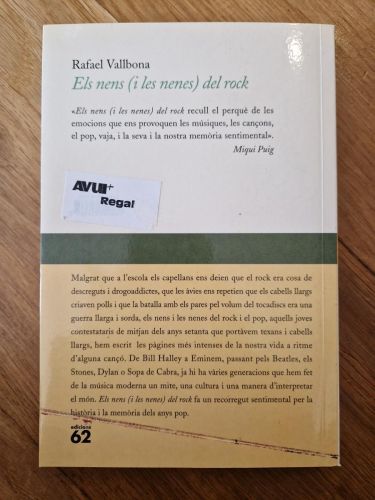 Rafael Vallbona
Els nens (i les nenes) del rock
«Els nens (i les nenes) del rock recull el perquè de les
emocions que ens provoquen les músiques, les cançons,
el pop, vaja, i la seva i la nostra memòria sentimental».
Miqui Puig
AVUI+
Regal
Malgrat que a l'escola els capellans ens deien que el rock era cosa de
descreguts i drogoaddictes, que les àvies ens repetien que els cabells llargs
criaven polls i que la batalla amb els pares pel volum del tocadiscs era una
guerra llarga i sorda, els nens i les nenes del rock i el pop, aquells joves
contestataris de mitjan dels anys setanta que portàvem texans i cabells
llargs, hem escrit les pàgines més intenses de la nostra vida a ritme
d'alguna cançó. De Bill Halley a Eminem, passant pels Beatles, els
Stones, Dylan o Sopa de Cabra, ja hi ha vàries generacions que hem fet
de la música moderna un mite, una cultura i una manera d'interpretar
el món. Els nens (i les nenes) del rock fa un recorregut sentimental per la
història i la memòria dels anys pop.
edicions
62